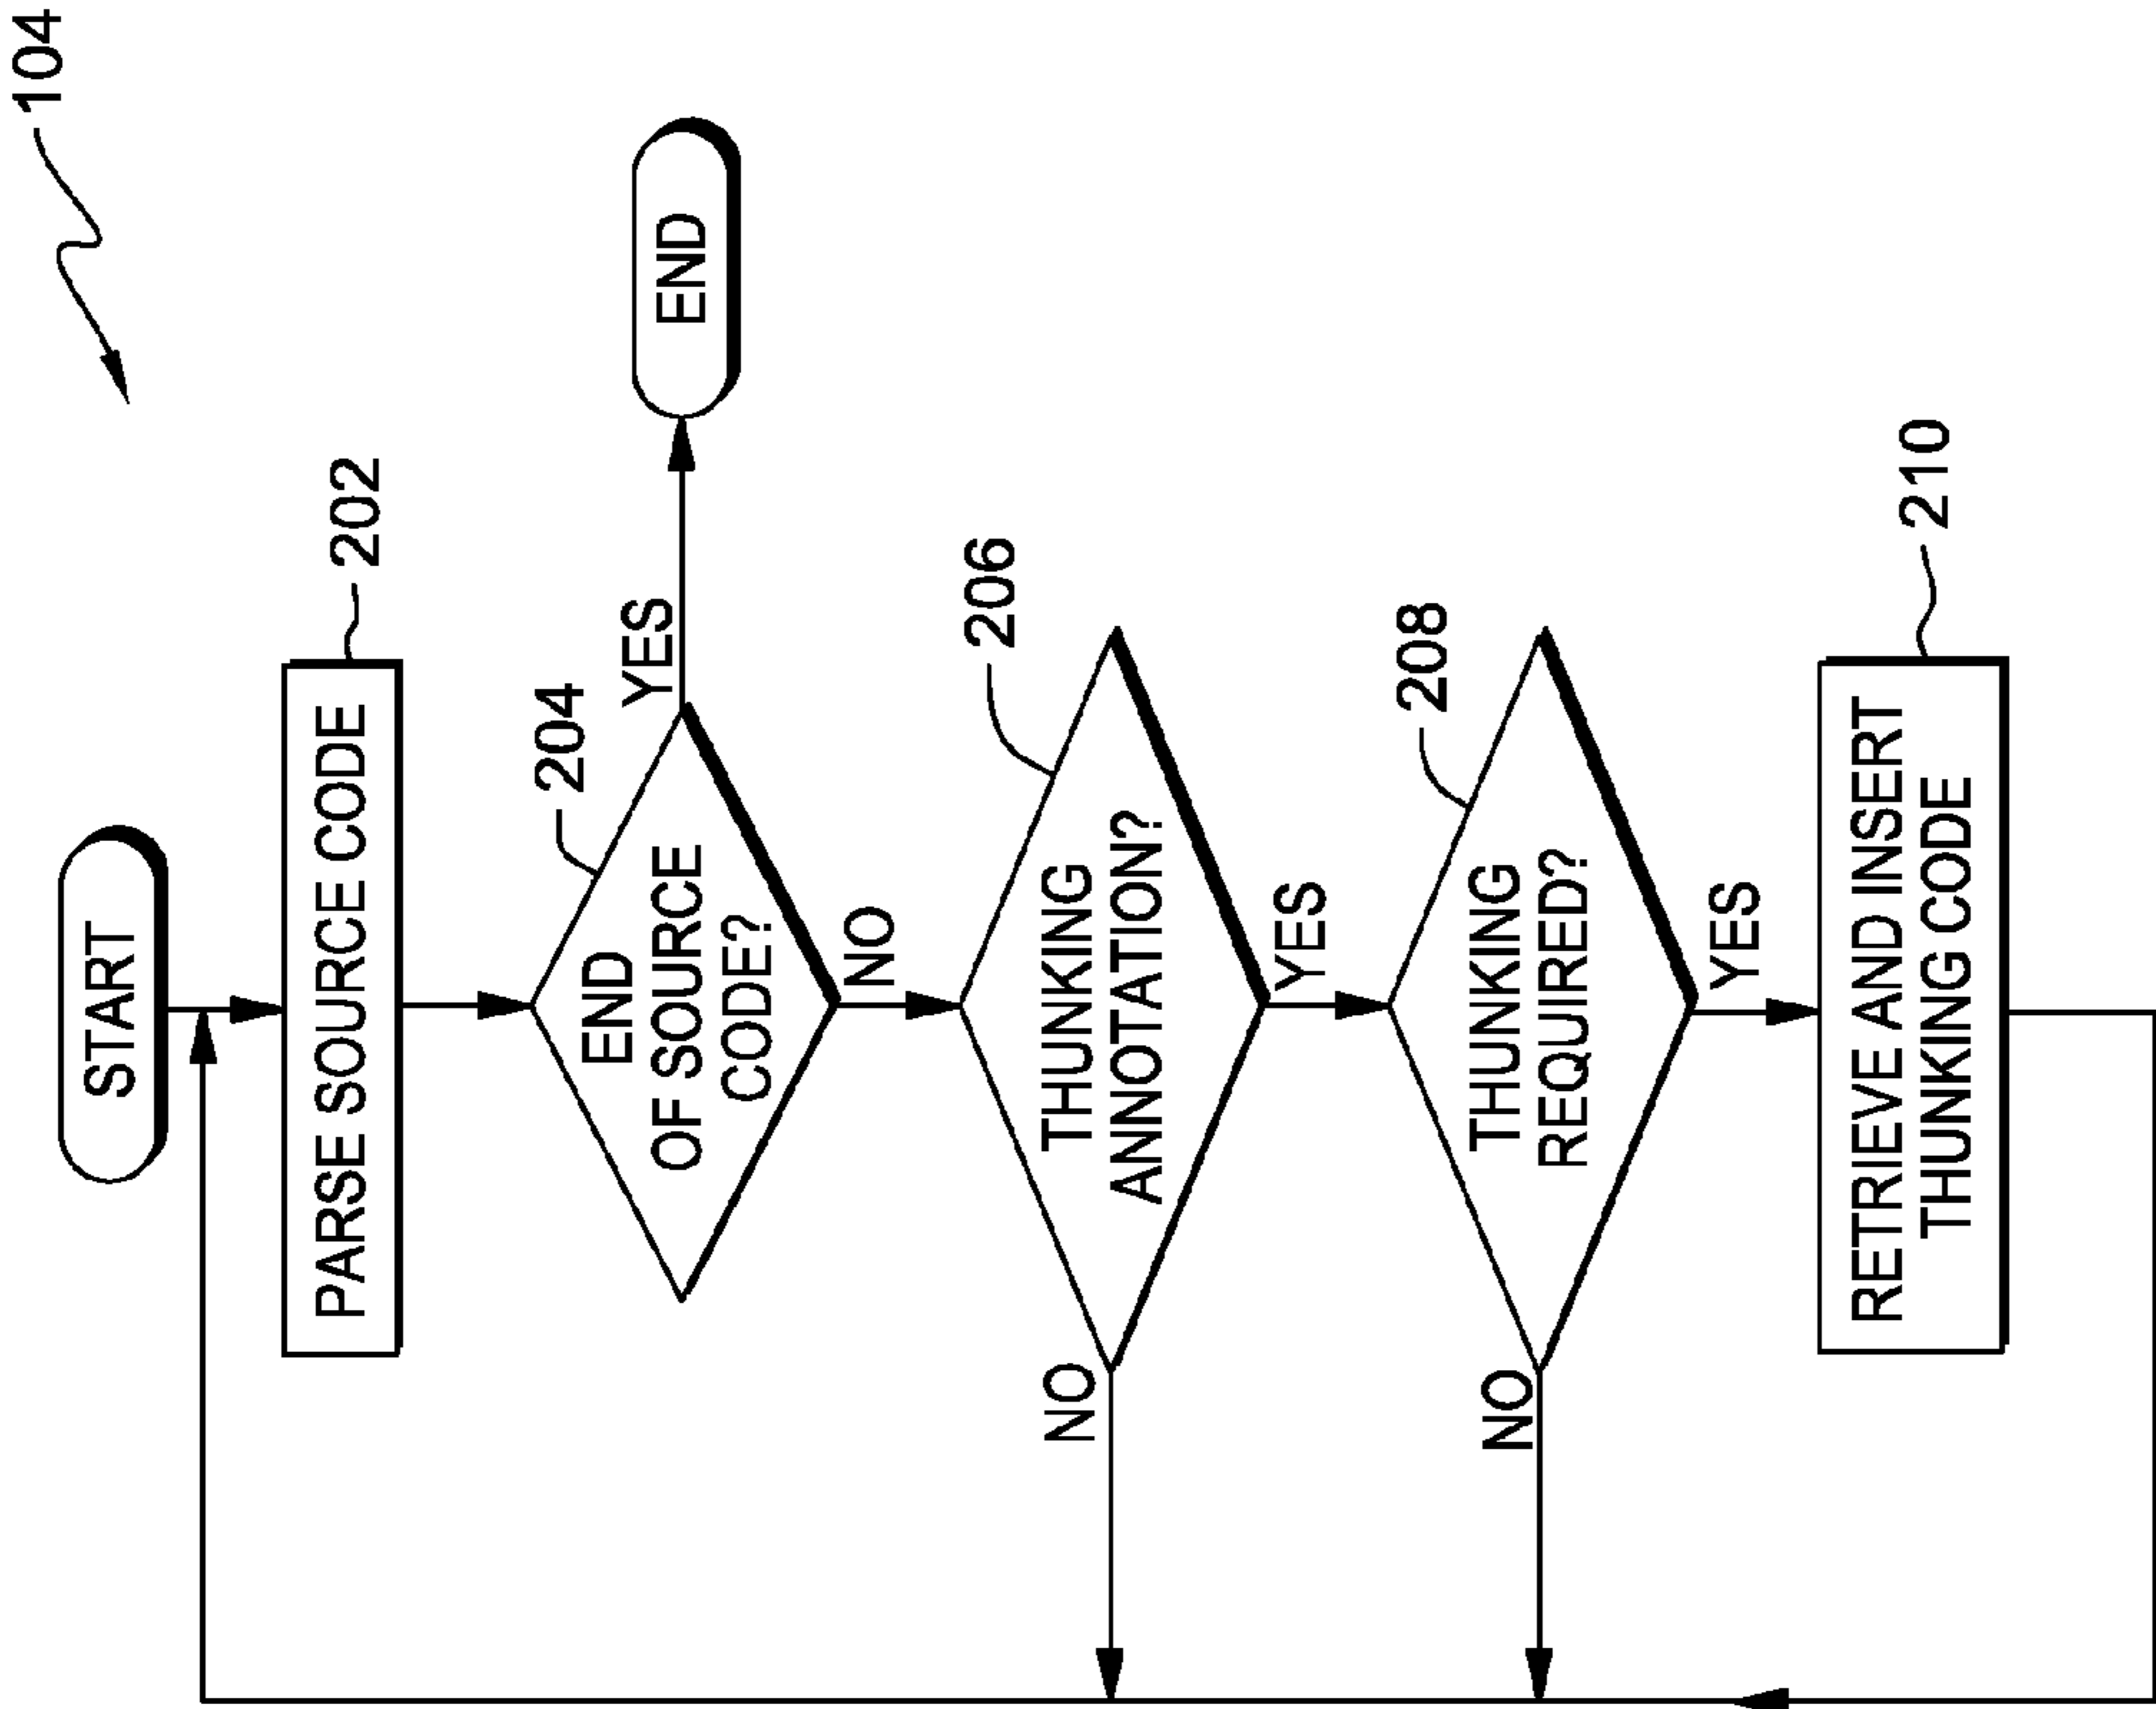 104
START
PARSE SOURCE CODE
202
END
OF SOURCE
CODE?
204
YES
END
NO
THUNKING
ANNOTATION?
206
NO
YES
THUNKING
REQUIRED?
208
NO
YES
RETRIEVE AND INSERT
THUNKING CODE
210